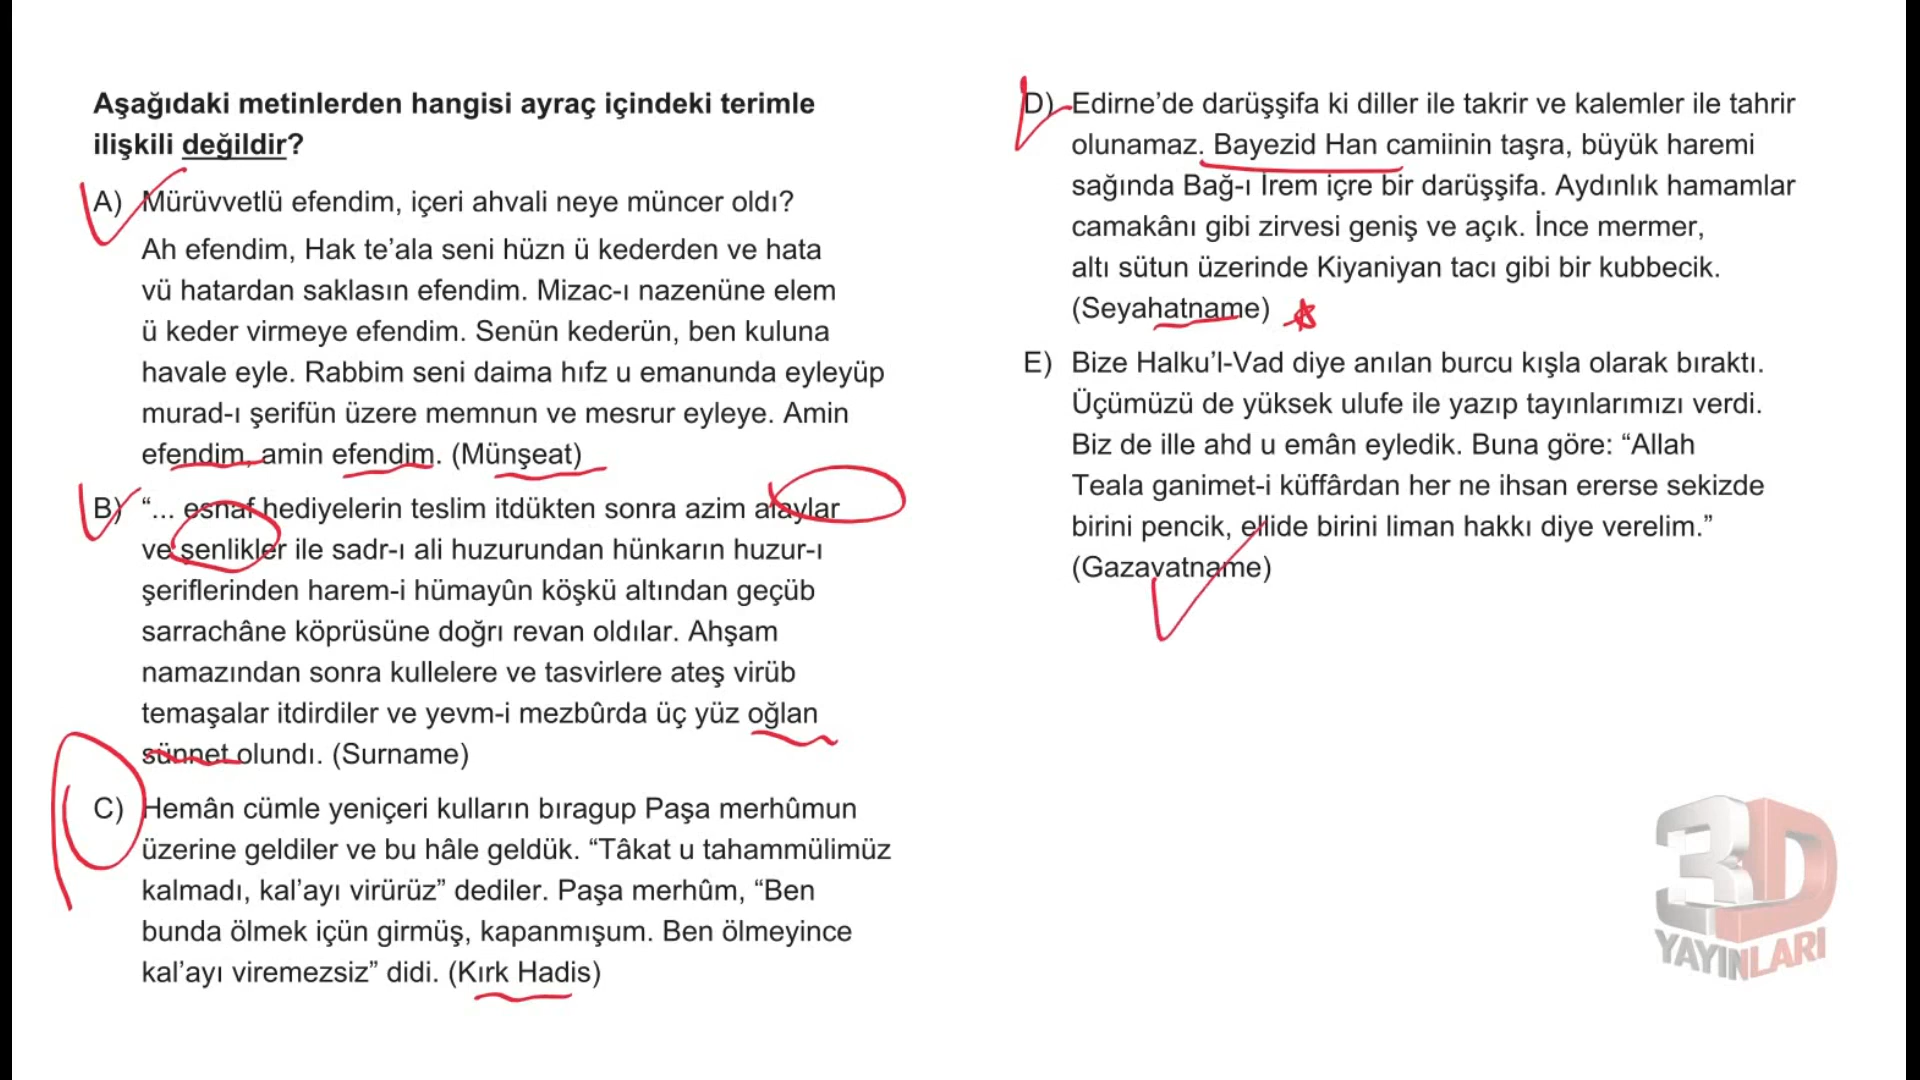 Aşağıdaki metinlerden hangisi ayraç içindeki terimle
ilişkili değildir?
A) Mürüvvetlü efendim, içeri ahvali neye müncer oldı?
Ah efendim, Hak te’ala seni hüzn ü kederden ve hata
vü hatardan saklasın efendim. Mizac-ı nazenüne elem
ü keder virmeye efendim. Senün kederün, ben kuluna
havale eyle. Rabbim seni daima hıfz u emanunda eyleyüp
murad-ı şerifün üzere memnun ve mesrur eyleye. Amin
efendim, amin efendim. (Münşeat)
B) “... esnaf hediyelerin teslim itdükten sonra azim alaylar
ve şenlikler ile sadr-ı ali huzurundan hünkarın huzur-ı
şeriflerinden harem-i hümayûn köşkü altından geçüb
sarrachâne köprüsüne doğrı revan oldılar. Ahşam
namazından sonra kullelere ve tasvirlere ateş virüb
temaşalar itdirdiler ve yevm-i mezbûrda üç yüz oğlan
sünnet olundı. (Surname)
C) Hemân cümle yeniçeri kulların bıragup Paşa merhûmun
üzerine geldiler ve bu hâle geldük. “Tâkat u tahammülimüz
kalmadı, kal’ayı virürüz” dediler. Paşa merhûm, “Ben
bunda ölmek içün girmüş, kapanmışum. Ben ölmeyince
kal’ayı viremezsiz” didi. (Kırk Hadis)
D) Edirne’de darüşşifa ki diller ile takrir ve kalemler ile tahrir
olunamaz. Bayezid Han camiinin taşra, büyük haremi
sağında Bağ-ı İrem içre bir darüşşifa. Aydınlık hamamlar
camakânı gibi zirvesi geniş ve açık. İnce mermer,
altı sütun üzerinde Kiyaniyan tacı gibi bir kubbecik.
(Seyahatname)
E) Bize Halku’l-Vad diye anılan burcu kışla olarak bıraktı.
Üçümüzü de yüksek ulufe ile yazıp tayınlarımızı verdi.
Biz de ille ahd u emân eyledik. Buna göre: “Allah
Teala ganimet-i küffârdan her ne ihsan ererse sekizde
birini pencik, ellide birini liman hakkı diye verelim.”
(Gazavatname)
3D
YAYINLARI